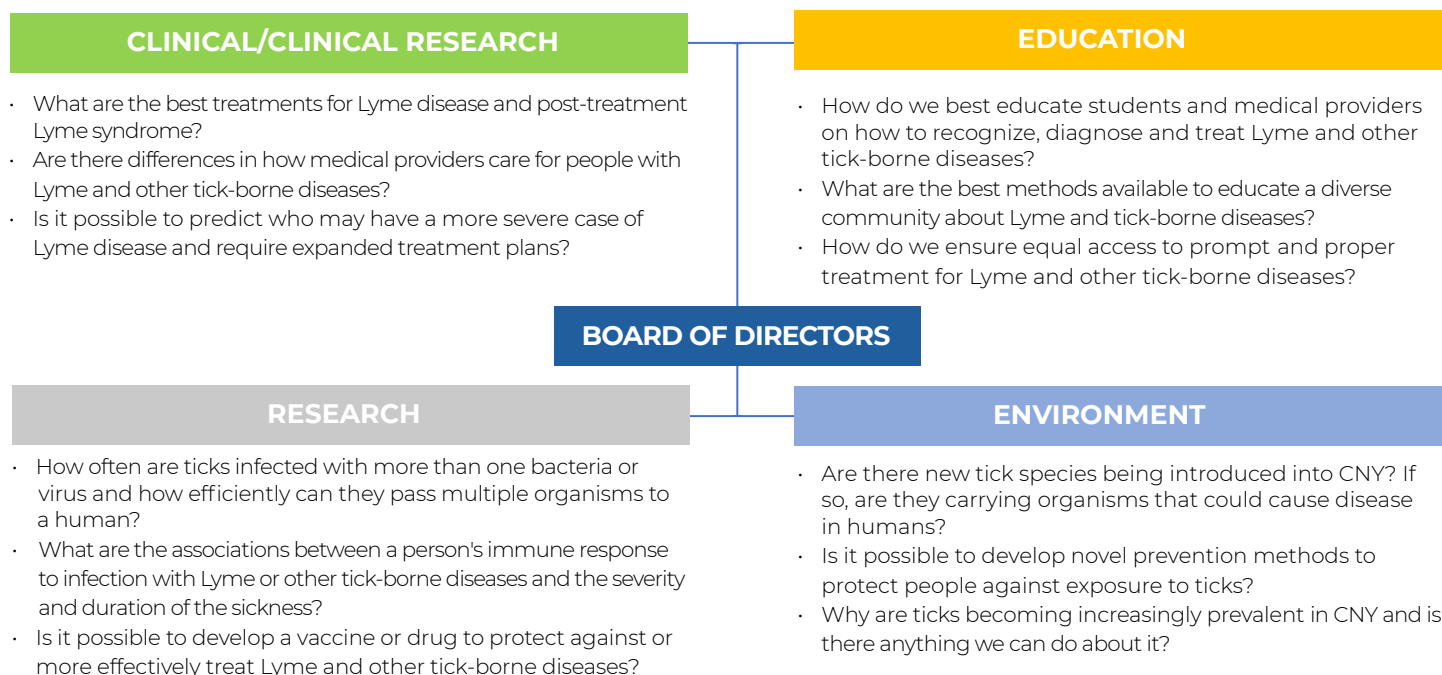 CLINICAL/CLINICAL RESEARCH
· What are the best treatments for Lyme disease and post-treatment
Lyme syndrome?
· Are there differences in how medical providers care for people with
Lyme and other tick-borne diseases?
· Is it possible to predict who may have a more severe case of
Lyme disease and require expanded treatment plans?
EDUCATION
· How do we best educate students and medical providers
on how to recognize, diagnose and treat Lyme and other
tick-borne diseases?
· What are the best methods available to educate a diverse
community about Lyme and tick-borne diseases?
· How do we ensure equal access to prompt and proper
treatment for Lyme and other tick-borne diseases?
BOARD OF DIRECTORS
RESEARCH
· How often are ticks infected with more than one bacteria or
virus and how efficiently can they pass multiple organisms to
a human?
· What are the associations between a person's immune response
to infection with Lyme or other tick-borne diseases and the severity
and duration of the sickness?
· Is it possible to develop a vaccine or drug to protect against or
more effectively treat Lyme and other tick-borne diseases?
ENVIRONMENT
· Are there new tick species being introduced into CNY? If
so, are they carrying organisms that could cause disease
in humans?
· Is it possible to develop novel prevention methods to
protect people against exposure to ticks?
· Why are ticks becoming increasingly prevalent in CNY and is
there anything we can do about it?